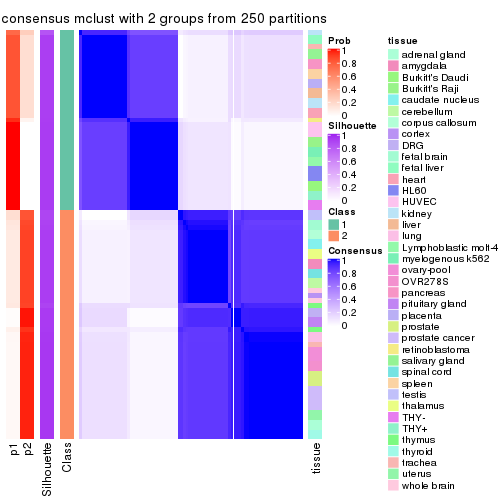 consensus mclust with 2 groups from 250 partitions
p1
p2
Silhouette
Class
tissue
Prob
1
0.8
0.6
0.4
0.2
0
Silhouette
1
0.8
0.6
0.4
0.2
0
Class
1
2
Consensus
1
0.8
0.6
0.4
0.2
0
tissue
adrenal gland
amygdala
Burkitt's Daudi
Burkitt's Raji
caudate nucleus
cerebellum
corpus callosum
cortex
DRG
fetal brain
fetal liver
heart
HL60
HUVEC
kidney
liver
lung
Lymphoblastic molt-4
myelogenous k562
ovary-pool
OVR278S
pancreas
pituitary gland
placenta
prostate
prostate cancer
retinoblastoma
salivary gland
spinal cord
spleen
testis
thalamus
THY-
THY+
thymus
thyroid
trachea
uterus
whole brain